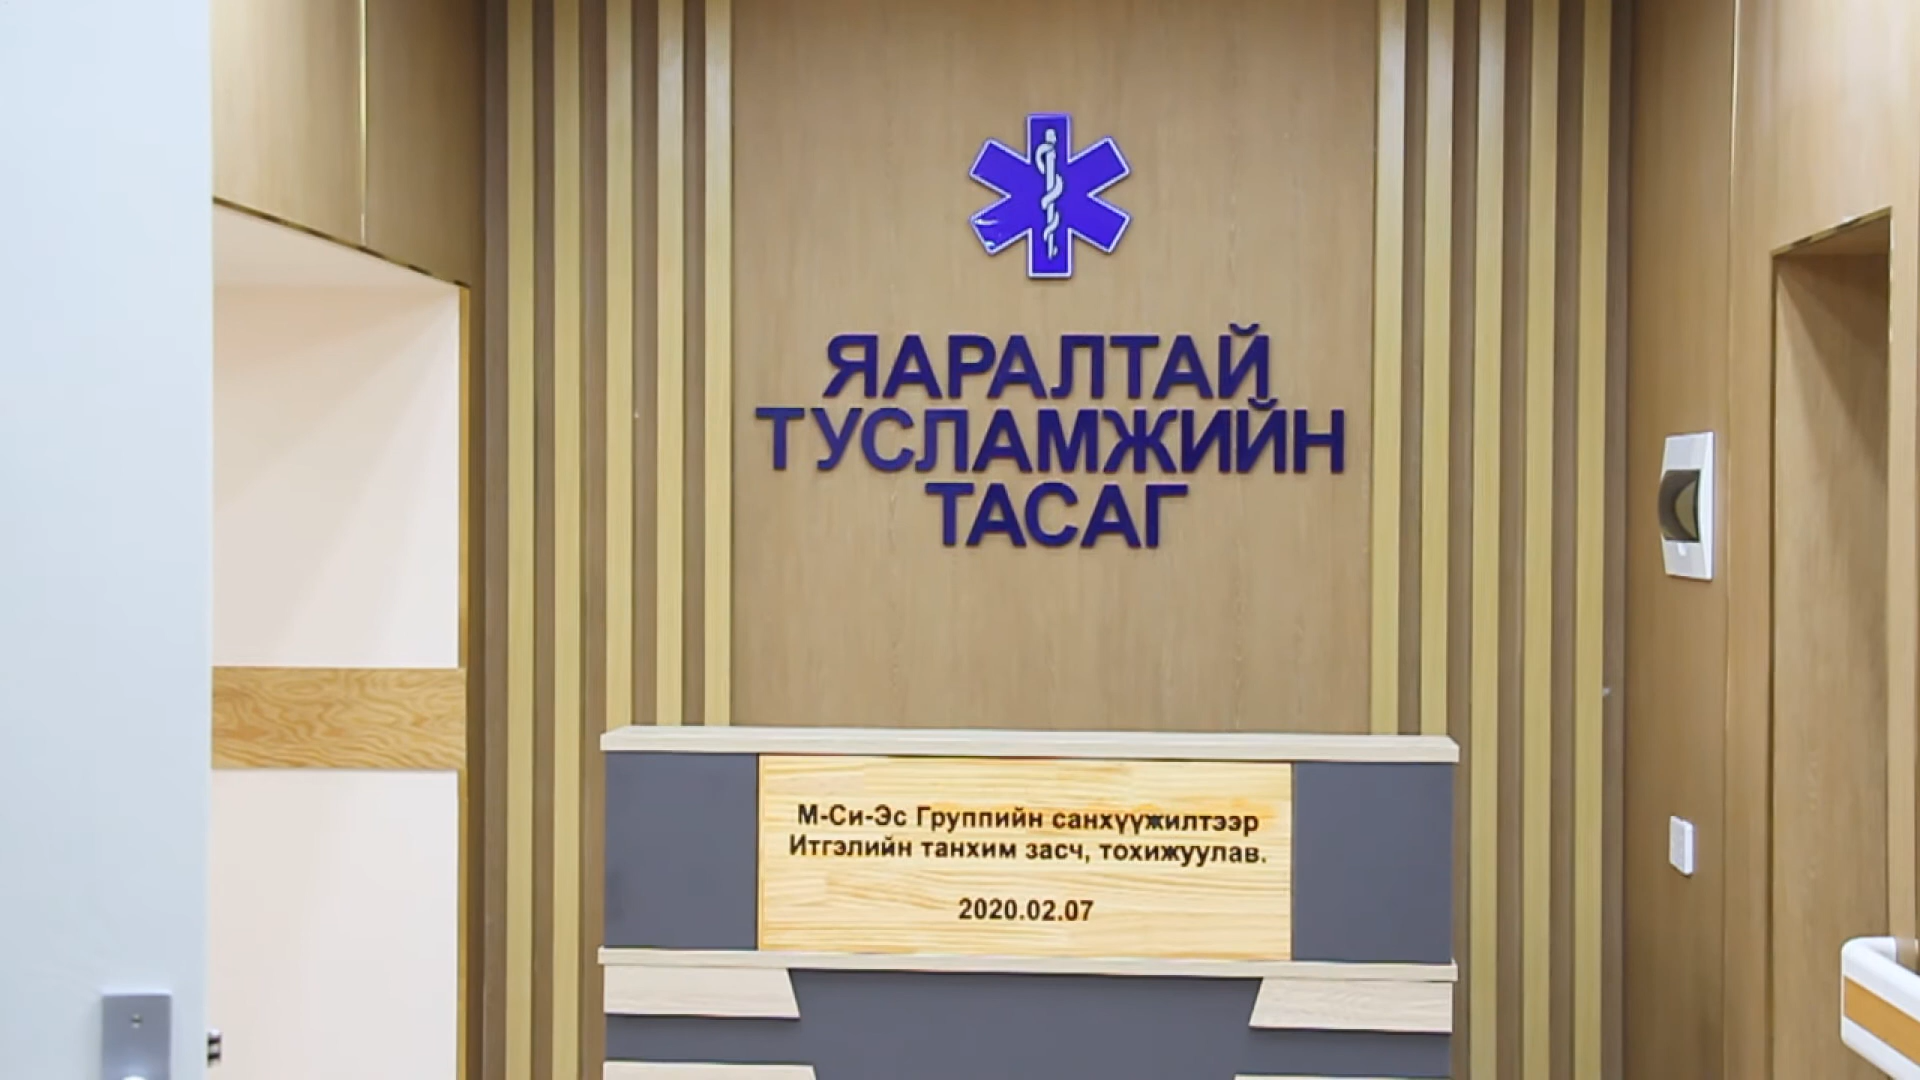 ЯАРАЛТАЙ
ТУСЛАМЖИЙН
ТАСАГ
М-Си-Эс Группийн санхүүжилтээр
Итгэлийн танхим засч, тохижуулав.
2020.02.07